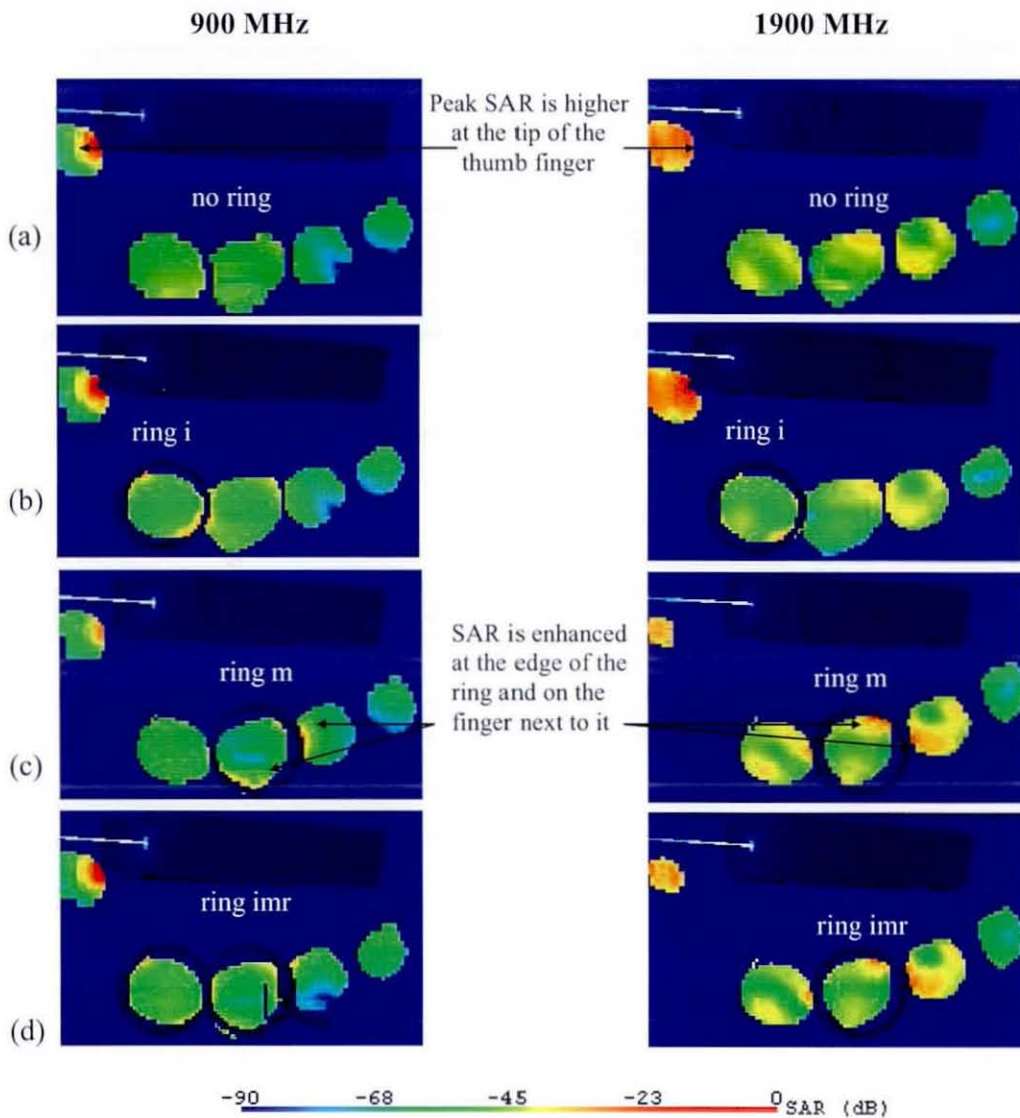 900 MHz
1900 MHz
Peak SAR is higher
at the tip of the
thumb finger
(a)
no ring
no ring
(b)
ring i
ring i
SAR is enhanced
at the edge of the
ring and on the
finger next to it
(c)
ring m
ring m
(d)
ring imr
ring imr
-90 -68 -45 -23 0 SAR (dB)